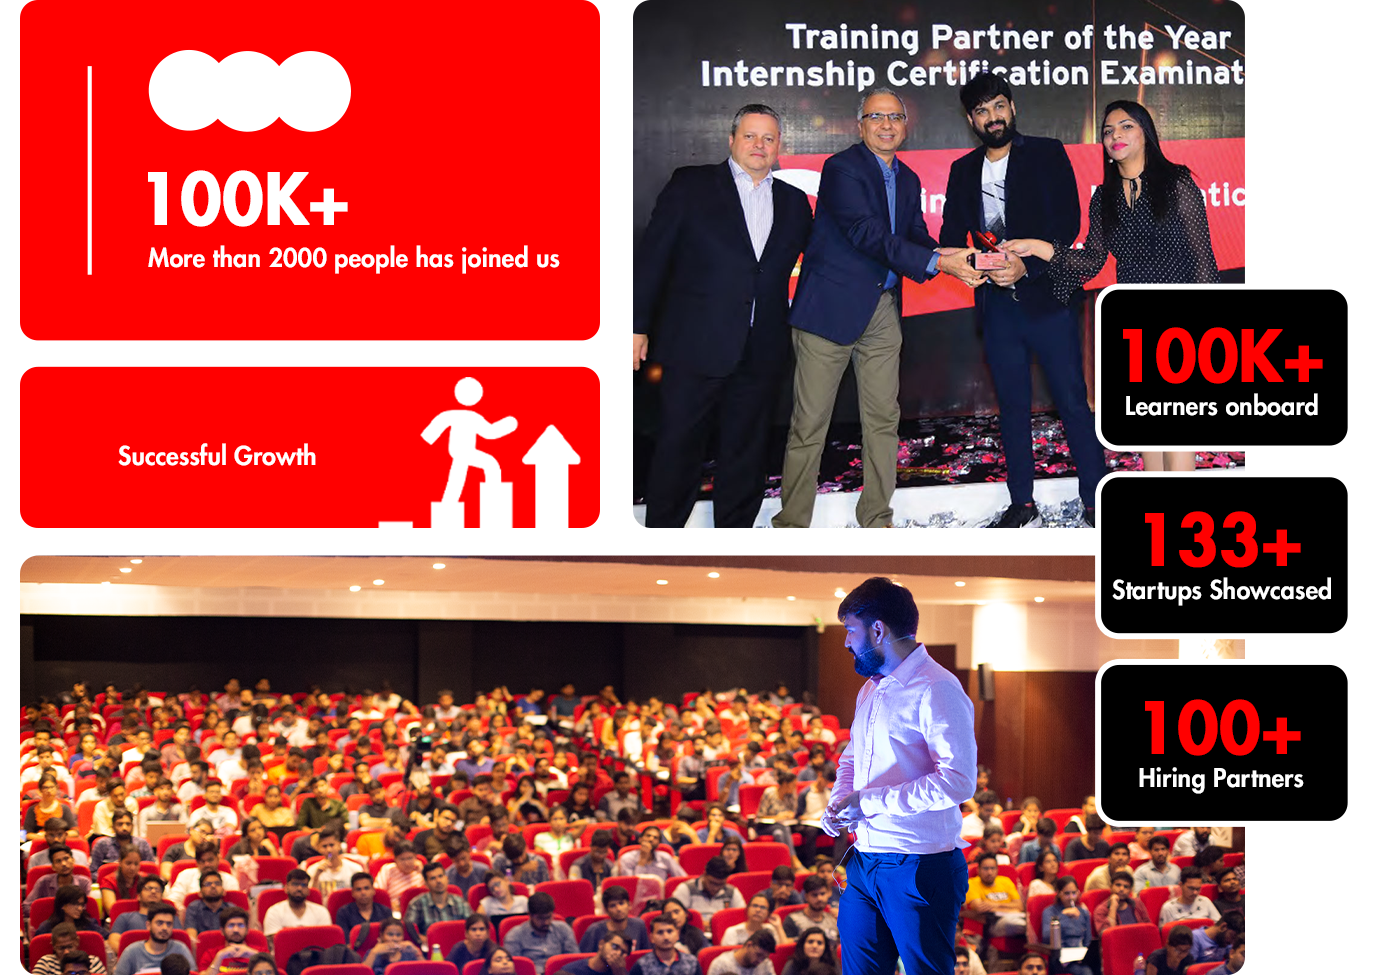 100K+
More than 2000 people has joined us
Successful Growth
Training Partner of the Year
Internship Certification Examinat
100K+
Learners onboard
133+
Startups Showcased
100+
Hiring Partners